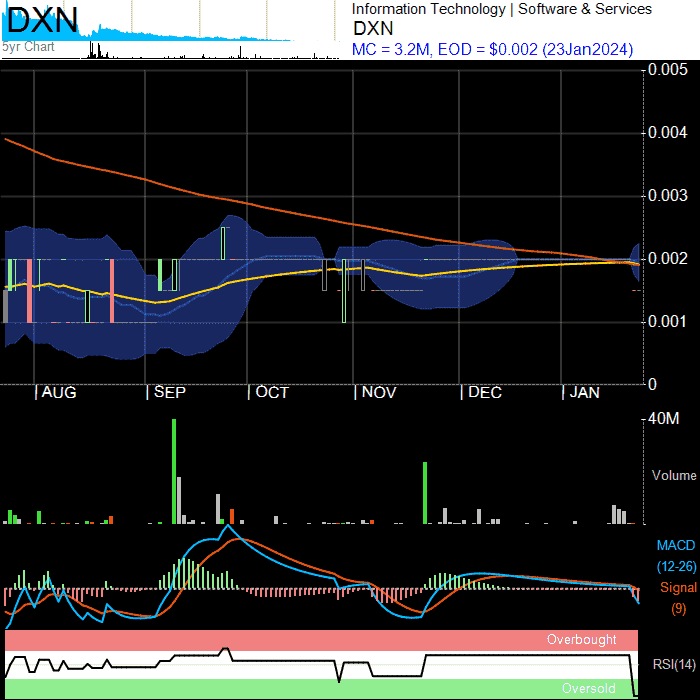 DXN
5yr Chart
Information Technology | Software & Services
DXN
MC = 3.2M, EOD = $0.002 (23Jan2024)
0.005
0.004
0.003
0.002
0.001
0
| AUG | SEP | OCT | NOV | DEC | JAN
40M
Volume
MACD
(12-26)
Signal
(9)
Overbought
RSI(14)
Oversold